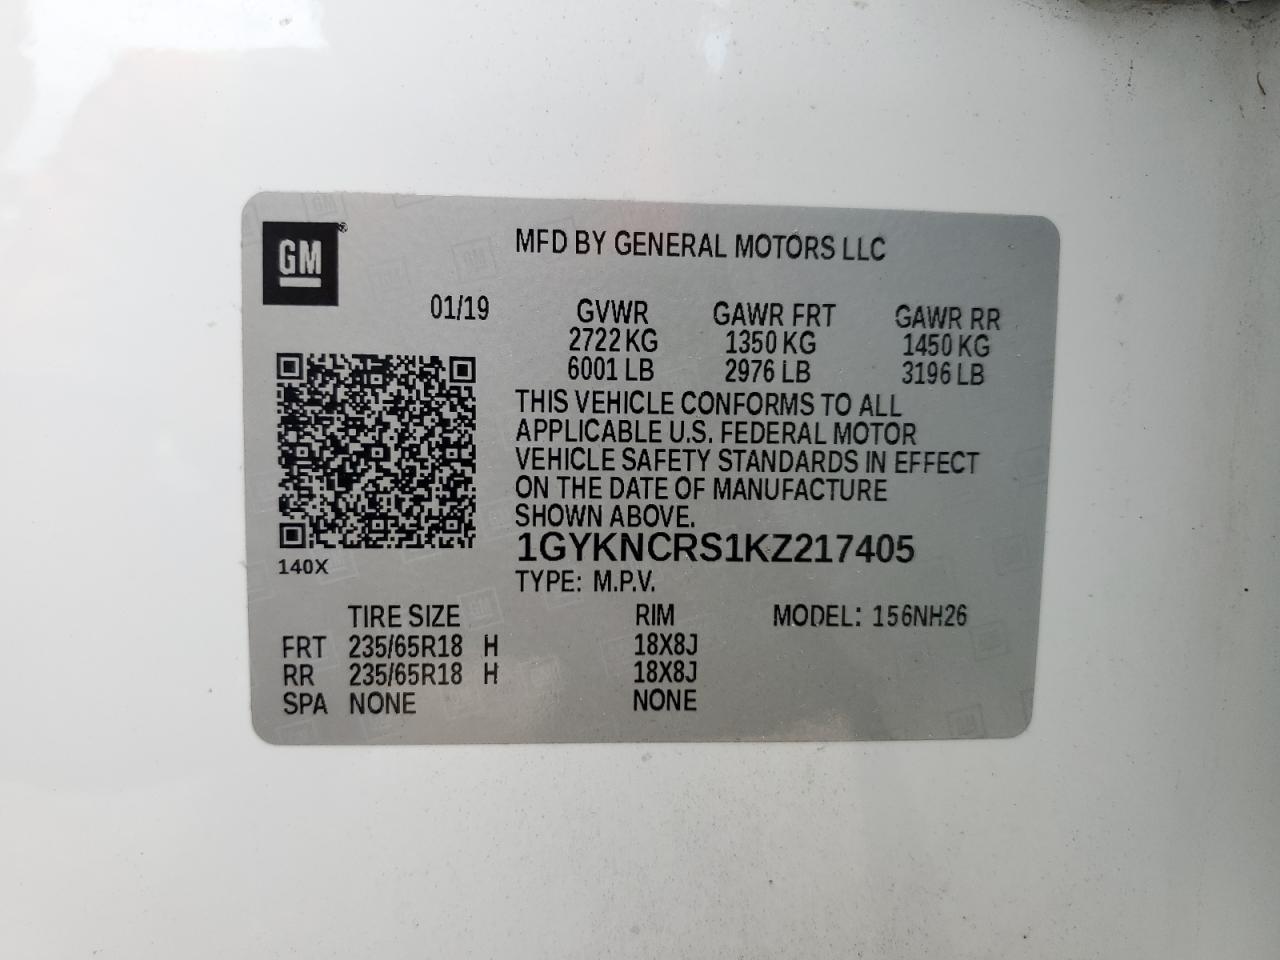 GM
MFD BY GENERAL MOTORS LLC
01/19 GVWR GAWR FRT GAWR RR
2722 KG 1350 KG 1450 KG
6001 LB 2976 LB 3196 LB
THIS VEHICLE CONFORMS TO ALL
APPLICABLE U.S. FEDERAL MOTOR
VEHICLE SAFETY STANDARDS IN EFFECT
ON THE DATE OF MANUFACTURE
SHOWN ABOVE.
1GYKNCRS1KZ217405
140X
TYPE: M.P.V.
TIRE SIZE RIM MODEL: 156NH26
FRT 235/65R18 H 18X8J
RR 235/65R18 H 18X8J
SPA NONE NONE